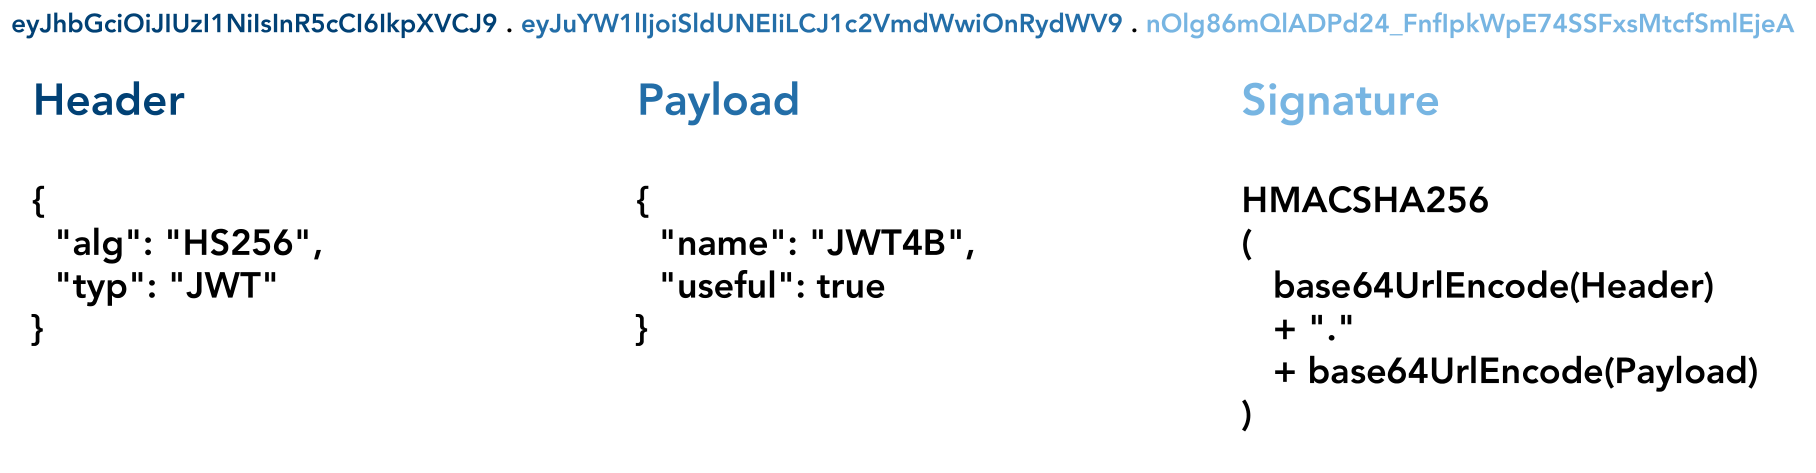 eyJhbGciOiJIUzI1NiIsInR5cCI6IkpXVCJ9 . eyJuYW1lIjoiSldUNEIiLCJ1c2VmdWwiOnRydWV9 . nOlg86mQlADPd24_FnfIpkWpE74SSFxsMtcfSmlEjeA
Header
Payload
Signature
{
"alg": "HS256",
"typ": "JWT"
}
{
"name": "JWT4B",
"useful": true
}
HMACSHA256
(
base64UrlEncode(Header)
+ "."
+ base64UrlEncode(Payload)
)